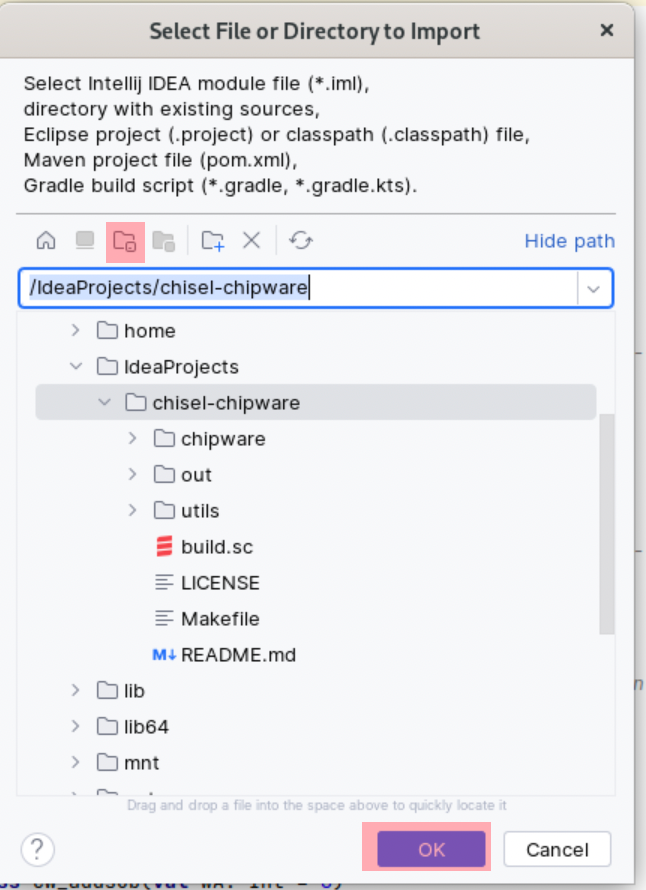 Select File or Directory to Import
Select Intellij IDEA module file (*.iml),
directory with existing sources,
Eclipse project (.project) or classpath (.classpath) file,
Maven project file (pom.xml),
Gradle build script (*.gradle, *.gradle.kts).
Hide path
/IdeaProjects/chisel-chipware
home
IdeaProjects
chisel-chipware
chipware
out
utils
build.sc
LICENSE
Makefile
M↓ README.md
lib
lib64
mnt
Drag and drop a file into the space above to quickly locate it
? OK Cancel